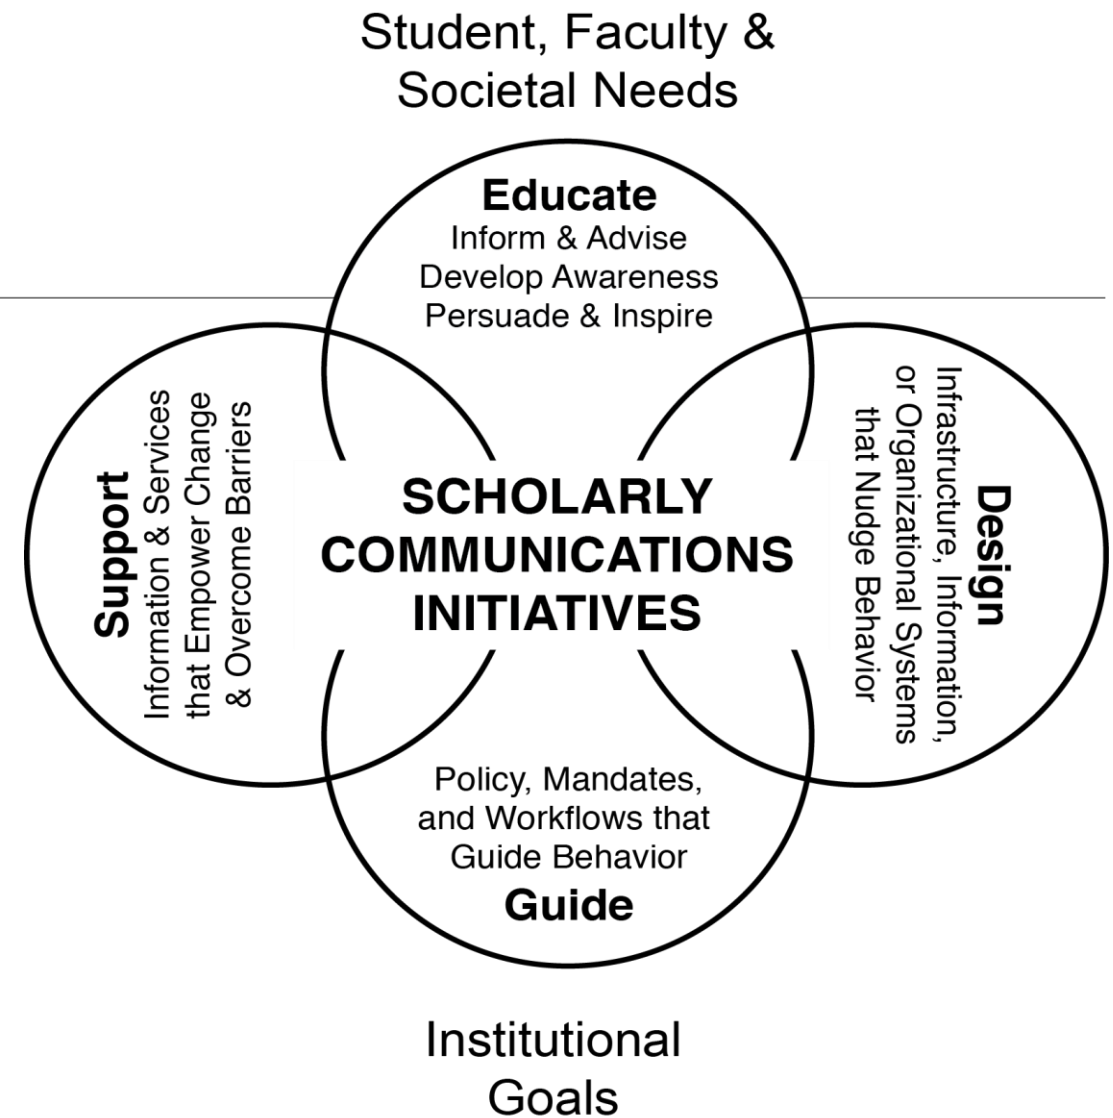 Student, Faculty &
Societal Needs
Educate
Inform & Advise
Develop Awareness
Persuade & Inspire
Support
Information & Services
that Empower Change
& Overcome Barriers
SCHOLARLY
COMMUNICATIONS
INITIATIVES
Design
Infrastructure, Information,
or Organizational Systems
that Nudge Behavior
Policy, Mandates,
and Workflows that
Guide Behavior
Guide
Institutional
Goals